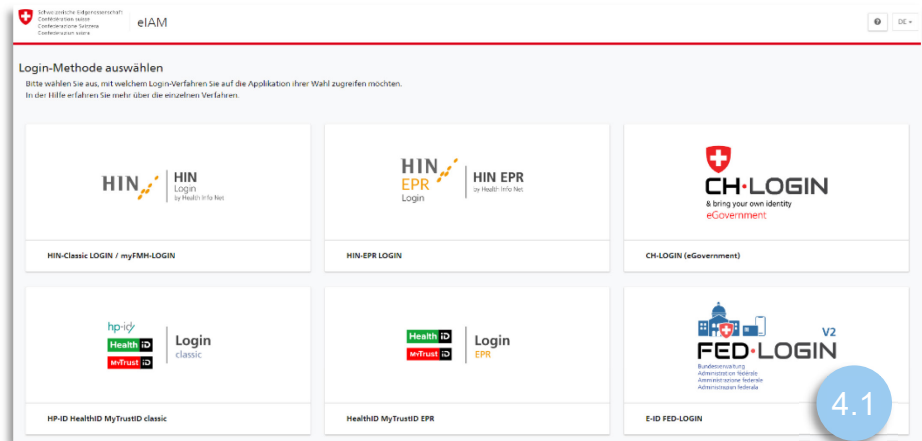 Schweizerische Eidgenossenschaft
Confédération suisse
Confederazione Svizzera
Confederaziun svizra
eIAM
DE
Login-Methode auswählen
Bitte wählen Sie aus, mit welchem Login-Verfahren Sie auf die Applikation ihrer Wahl zugreifen möchten.
In der Hilfe erfahren Sie mehr über die einzelnen Verfahren.
HIN
HIN
Login
by Health Info Net
HIN-Classic LOGIN / myFMH-LOGIN
HIN
EPR
Login
HIN EPR
by Health Info Net
HIN-EPR LOGIN
CH·LOGIN
& bring your own identity
eGovernment
CH-LOGIN (eGovernment)
hp·id
Health iD
MyTrust iD
Login
classic
HP-ID HealthID MyTrustID classic
Health iD
MyTrust iD
Login
EPR
HealthID MyTrustID EPR
V2
FED·LOGIN
Bundesverwaltung
Administration fédérale
Amministrazione federale
Administraziun federala
E-ID FED-LOGIN
4.1